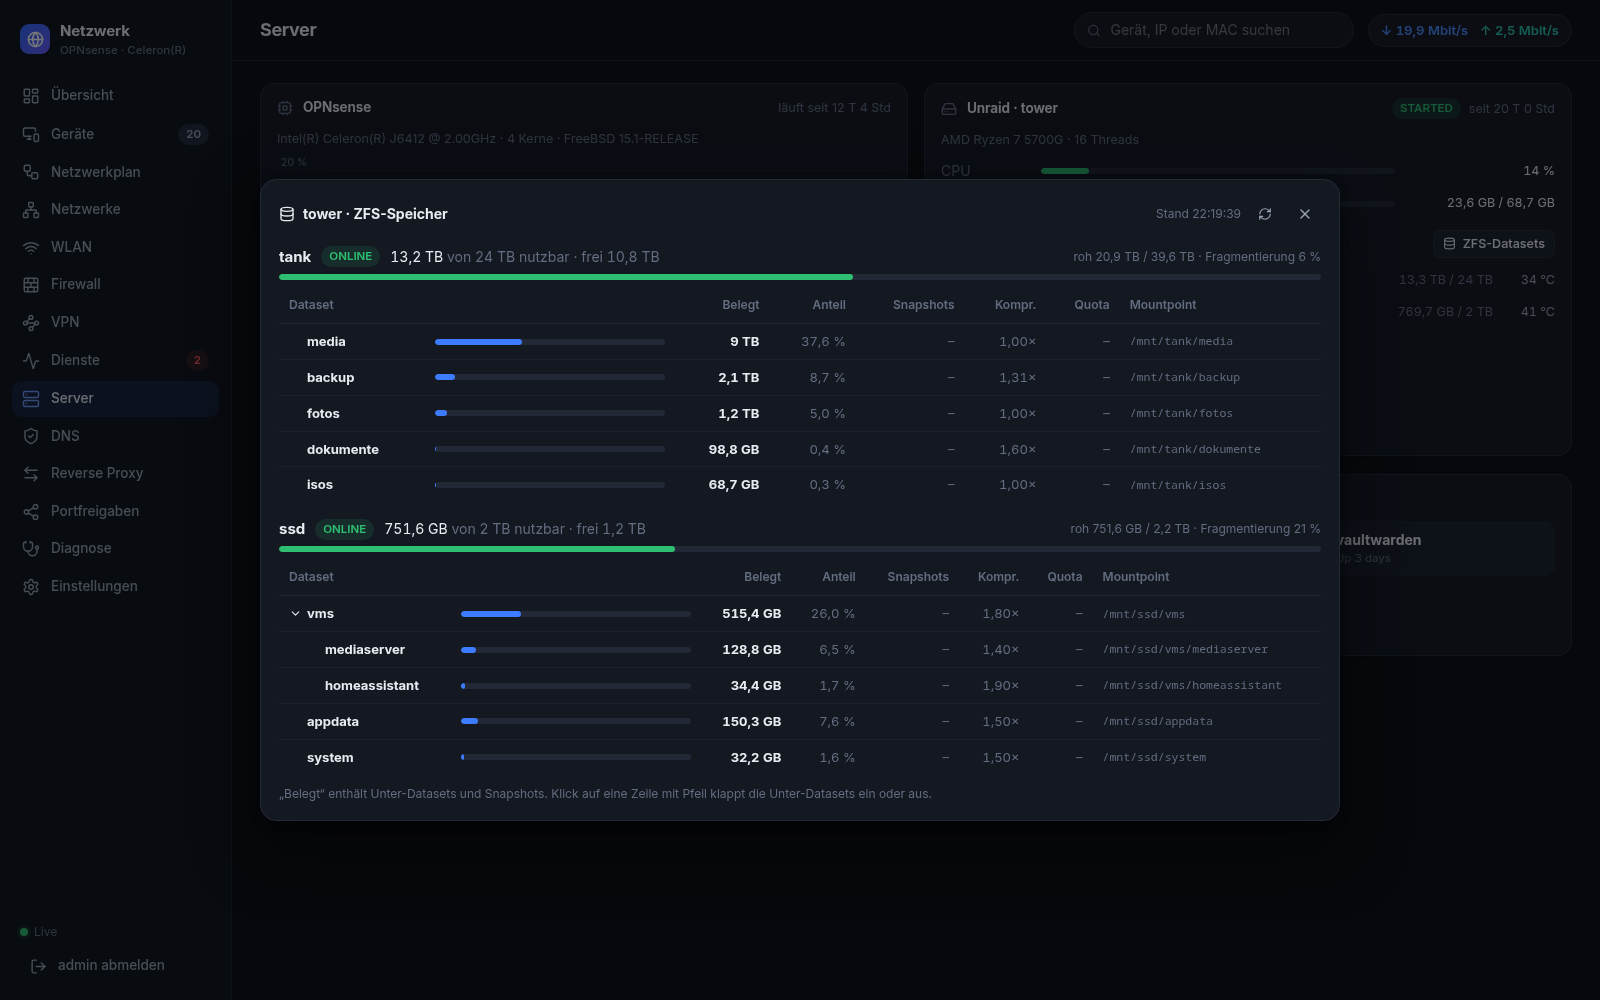 Netzwerk
OPNsense · Celeron(R)
Übersicht
Geräte 20
Netzwerkplan
Netzwerke
WLAN
Firewall
VPN
Dienste 2
Server
DNS
Reverse Proxy
Portfreigaben
Diagnose
Einstellungen
Live
admin abmelden
Server
Gerät, IP oder MAC suchen
↓ 19,9 Mbit/s ↑ 2,5 Mbit/s
OPNsense läuft seit 12 T 4 Std
Intel(R) Celeron(R) J6412 @ 2.00GHz · 4 Kerne · FreeBSD 15.1-RELEASE
20 %
Unraid · tower STARTED seit 20 T 0 Std
AMD Ryzen 7 5700G · 16 Threads
CPU 14 %
23,6 GB / 68,7 GB
ZFS-Datasets
13,3 TB / 24 TB 34 °C
769,7 GB / 2 TB 41 °C
vaultwarden
Up 3 days
tower · ZFS-Speicher Stand 22:19:39
tank ONLINE 13,2 TB von 24 TB nutzbar · frei 10,8 TB roh 20,9 TB / 39,6 TB · Fragmentierung 6 %
Dataset Belegt Anteil Snapshots Kompr. Quota Mountpoint
media 9 TB 37,6 % – 1,00× – /mnt/tank/media
backup 2,1 TB 8,7 % – 1,31× – /mnt/tank/backup
fotos 1,2 TB 5,0 % – 1,00× – /mnt/tank/fotos
dokumente 98,8 GB 0,4 % – 1,60× – /mnt/tank/dokumente
isos 68,7 GB 0,3 % – 1,00× – /mnt/tank/isos
ssd ONLINE 751,6 GB von 2 TB nutzbar · frei 1,2 TB roh 751,6 GB / 2,2 TB · Fragmentierung 21 %
Dataset Belegt Anteil Snapshots Kompr. Quota Mountpoint
vms 515,4 GB 26,0 % – 1,80× – /mnt/ssd/vms
mediaserver 128,8 GB 6,5 % – 1,40× – /mnt/ssd/vms/mediaserver
homeassistant 34,4 GB 1,7 % – 1,90× – /mnt/ssd/vms/homeassistant
appdata 150,3 GB 7,6 % – 1,50× – /mnt/ssd/appdata
system 32,2 GB 1,6 % – 1,50× – /mnt/ssd/system
„Belegt“ enthält Unter-Datasets und Snapshots. Klick auf eine Zeile mit Pfeil klappt die Unter-Datasets ein oder aus.